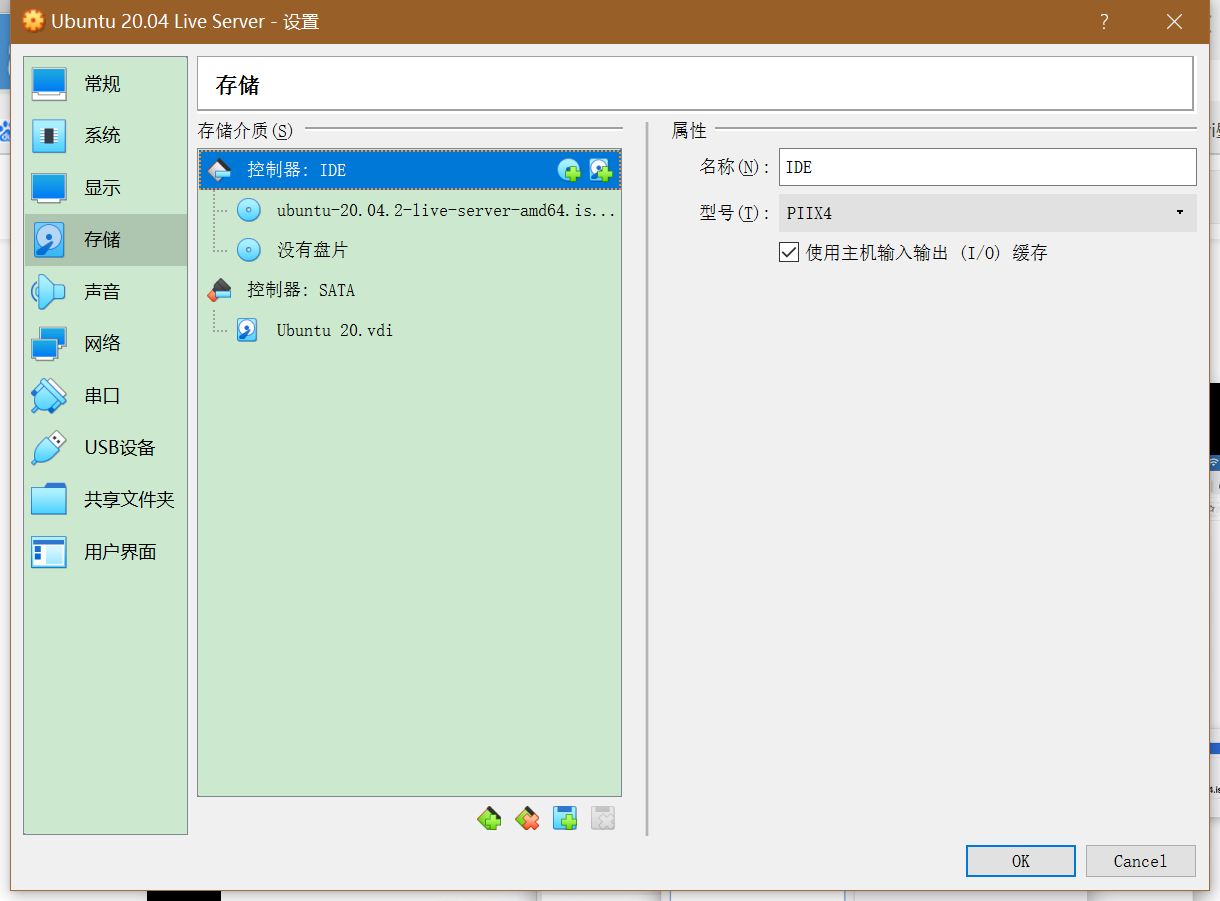 Ubuntu 20.04 Live Server - 设置
?
常规
系统
显示
存储
声音
网络
串口
USB设备
共享文件夹
用户界面
存储
存储介质(S)
控制器: IDE
ubuntu-20.04.2-live-server-amd64.is...
没有盘片
控制器: SATA
Ubuntu 20.vdi
属性
名称(N): IDE
型号(T): PIIX4
使用主机输入输出 (I/O) 缓存
OK
Cancel